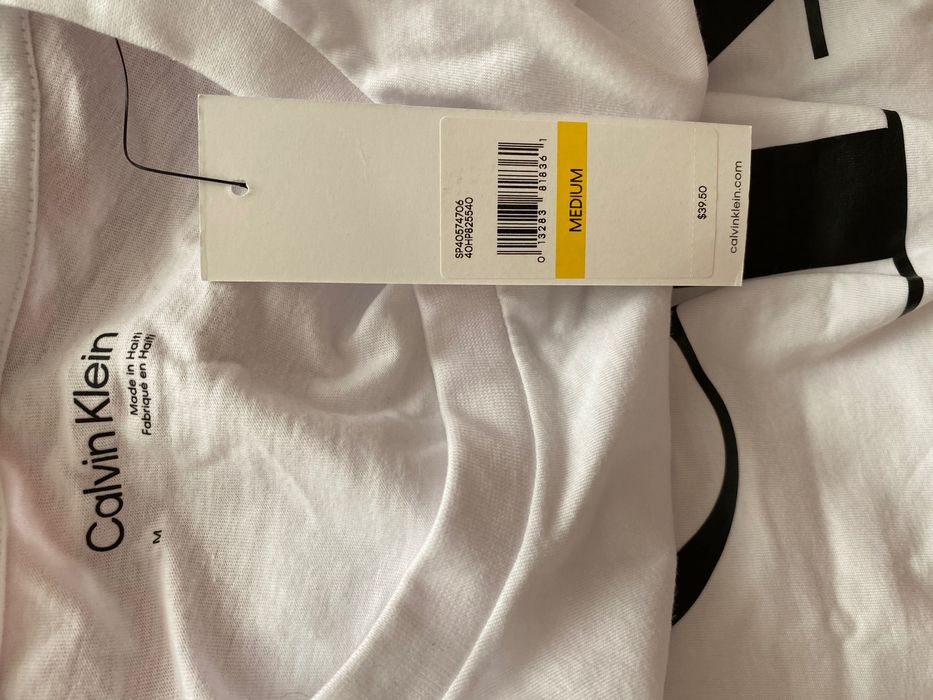 SP40574706
40HP825540
0 13283 81836 1
MEDIUM
$39.50
calvinklein.com
Calvin Klein
Made in Haiti
Fabriqué en Haïti
M